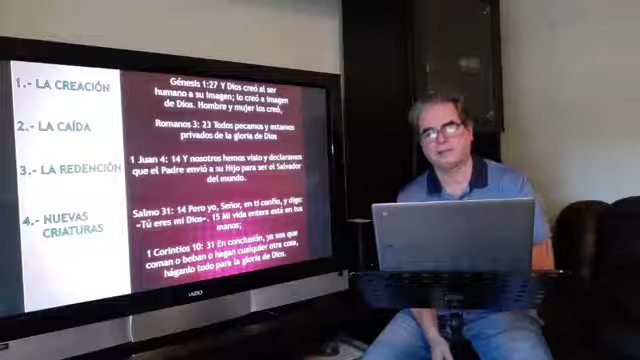 1.- LA CREACIÓN
2.- LA CAÍDA
3.- LA REDENCIÓN
4.- NUEVAS
CRIATURAS
Génesis 1:27 Y Dios creó al ser
humano a su imagen; lo creó a imagen
de Dios. Hombre y mujer los creó,
Romanos 3: 23 Todos pecamos y estamos
privados de la gloria de Dios
1 Juan 4: 14 Y nosotros hemos visto y declaramos
que el Padre envió a su Hijo para ser el Salvador
del mundo.
Salmo 31: 14 Pero yo, Señor, en ti confío, y digo:
«Tú eres mi Dios». 15 Mi vida entera está en tus
manos;
1 Corintios 10: 31 En conclusión, ya sea que
coman o beban o hagan cualquier otra cosa,
háganlo todo para la gloria de Dios.
VIZIO